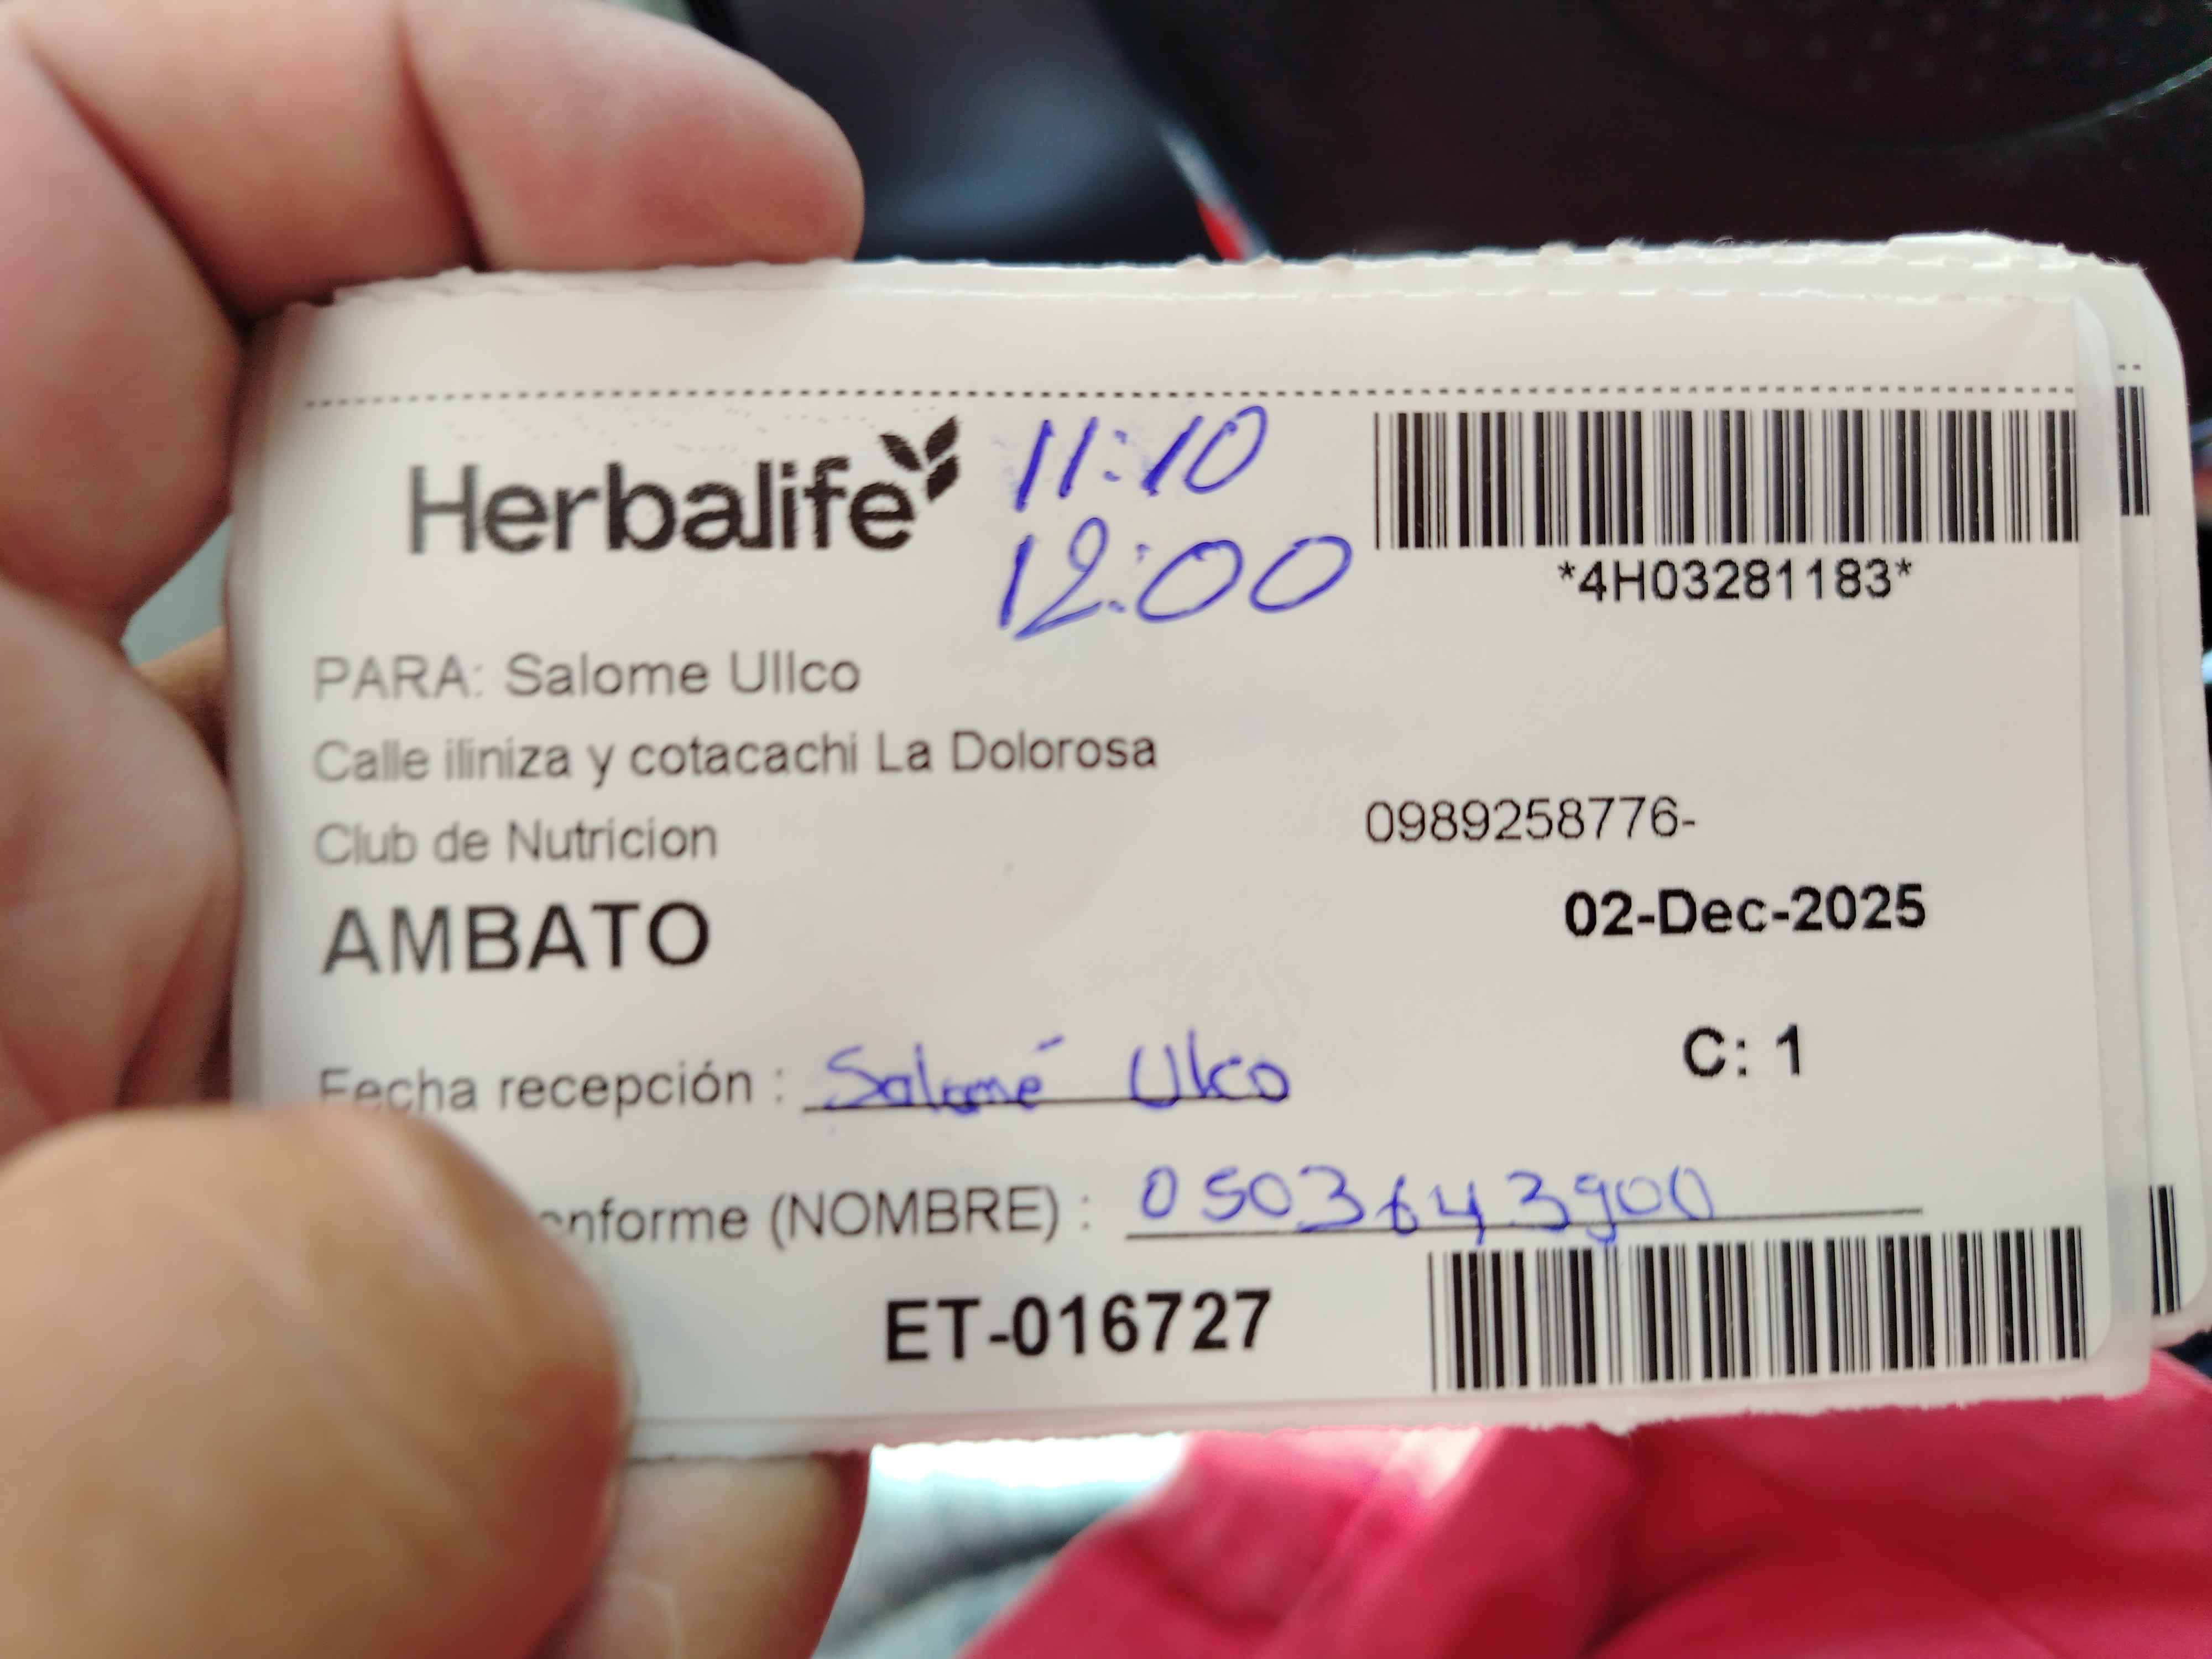 Herbalife
11:10
12:00
*4H03281183*
PARA: Salome Ullco
Calle iliniza y cotacachi La Dolorosa
Club de Nutricion
0989258776-
AMBATO
02-Dec-2025
C: 1
Fecha recepción : Salomé Ulco
onforme (NOMBRE) : 0503643900
ET-016727